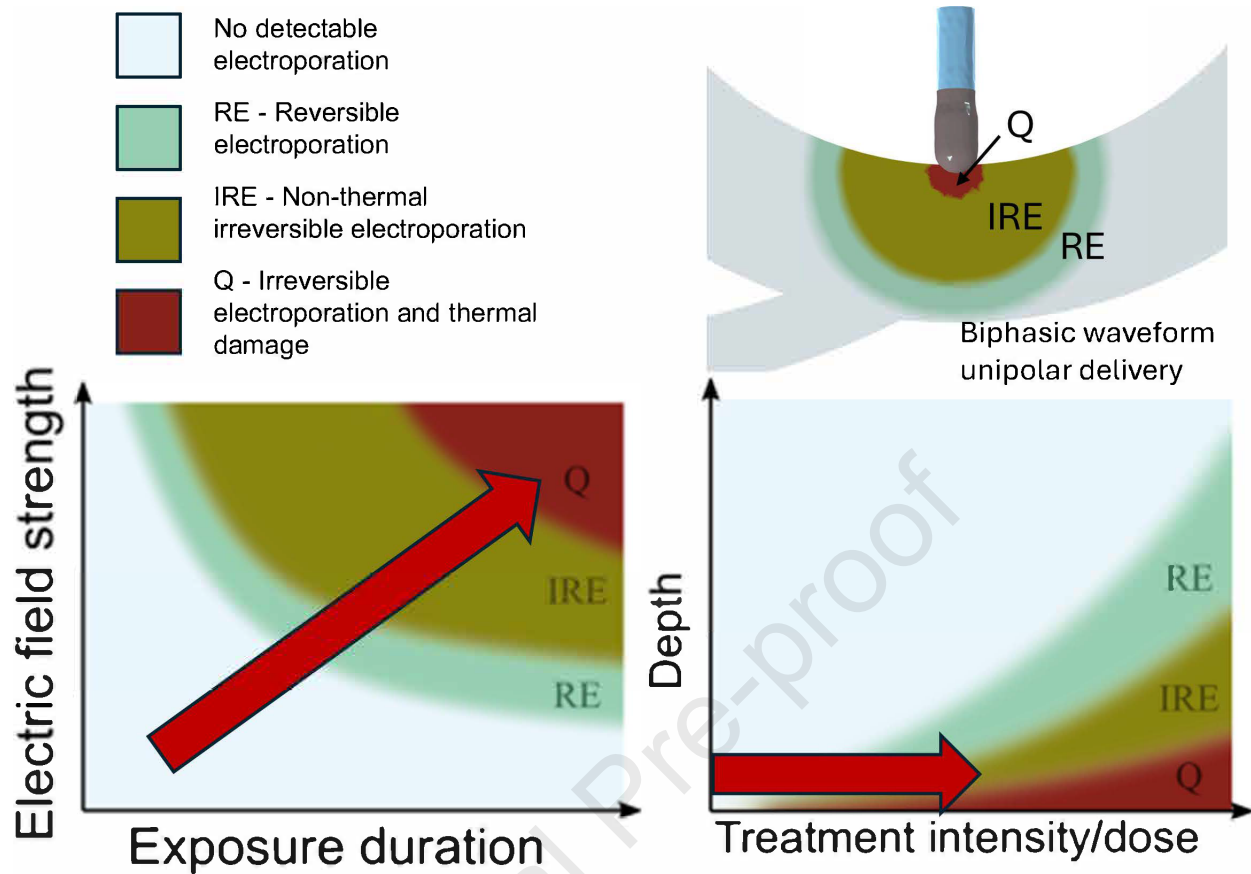 No detectable
electroporation
RE - Reversible
electroporation
IRE - Non-thermal
irreversible electroporation
Q - Irreversible
electroporation and thermal
damage
Q
IRE
RE
Biphasic waveform
unipolar delivery
Electric field strength
Q
IRE
RE
Exposure duration
Depth
RE
IRE
Q
Treatment intensity/dose
l Pre-proof